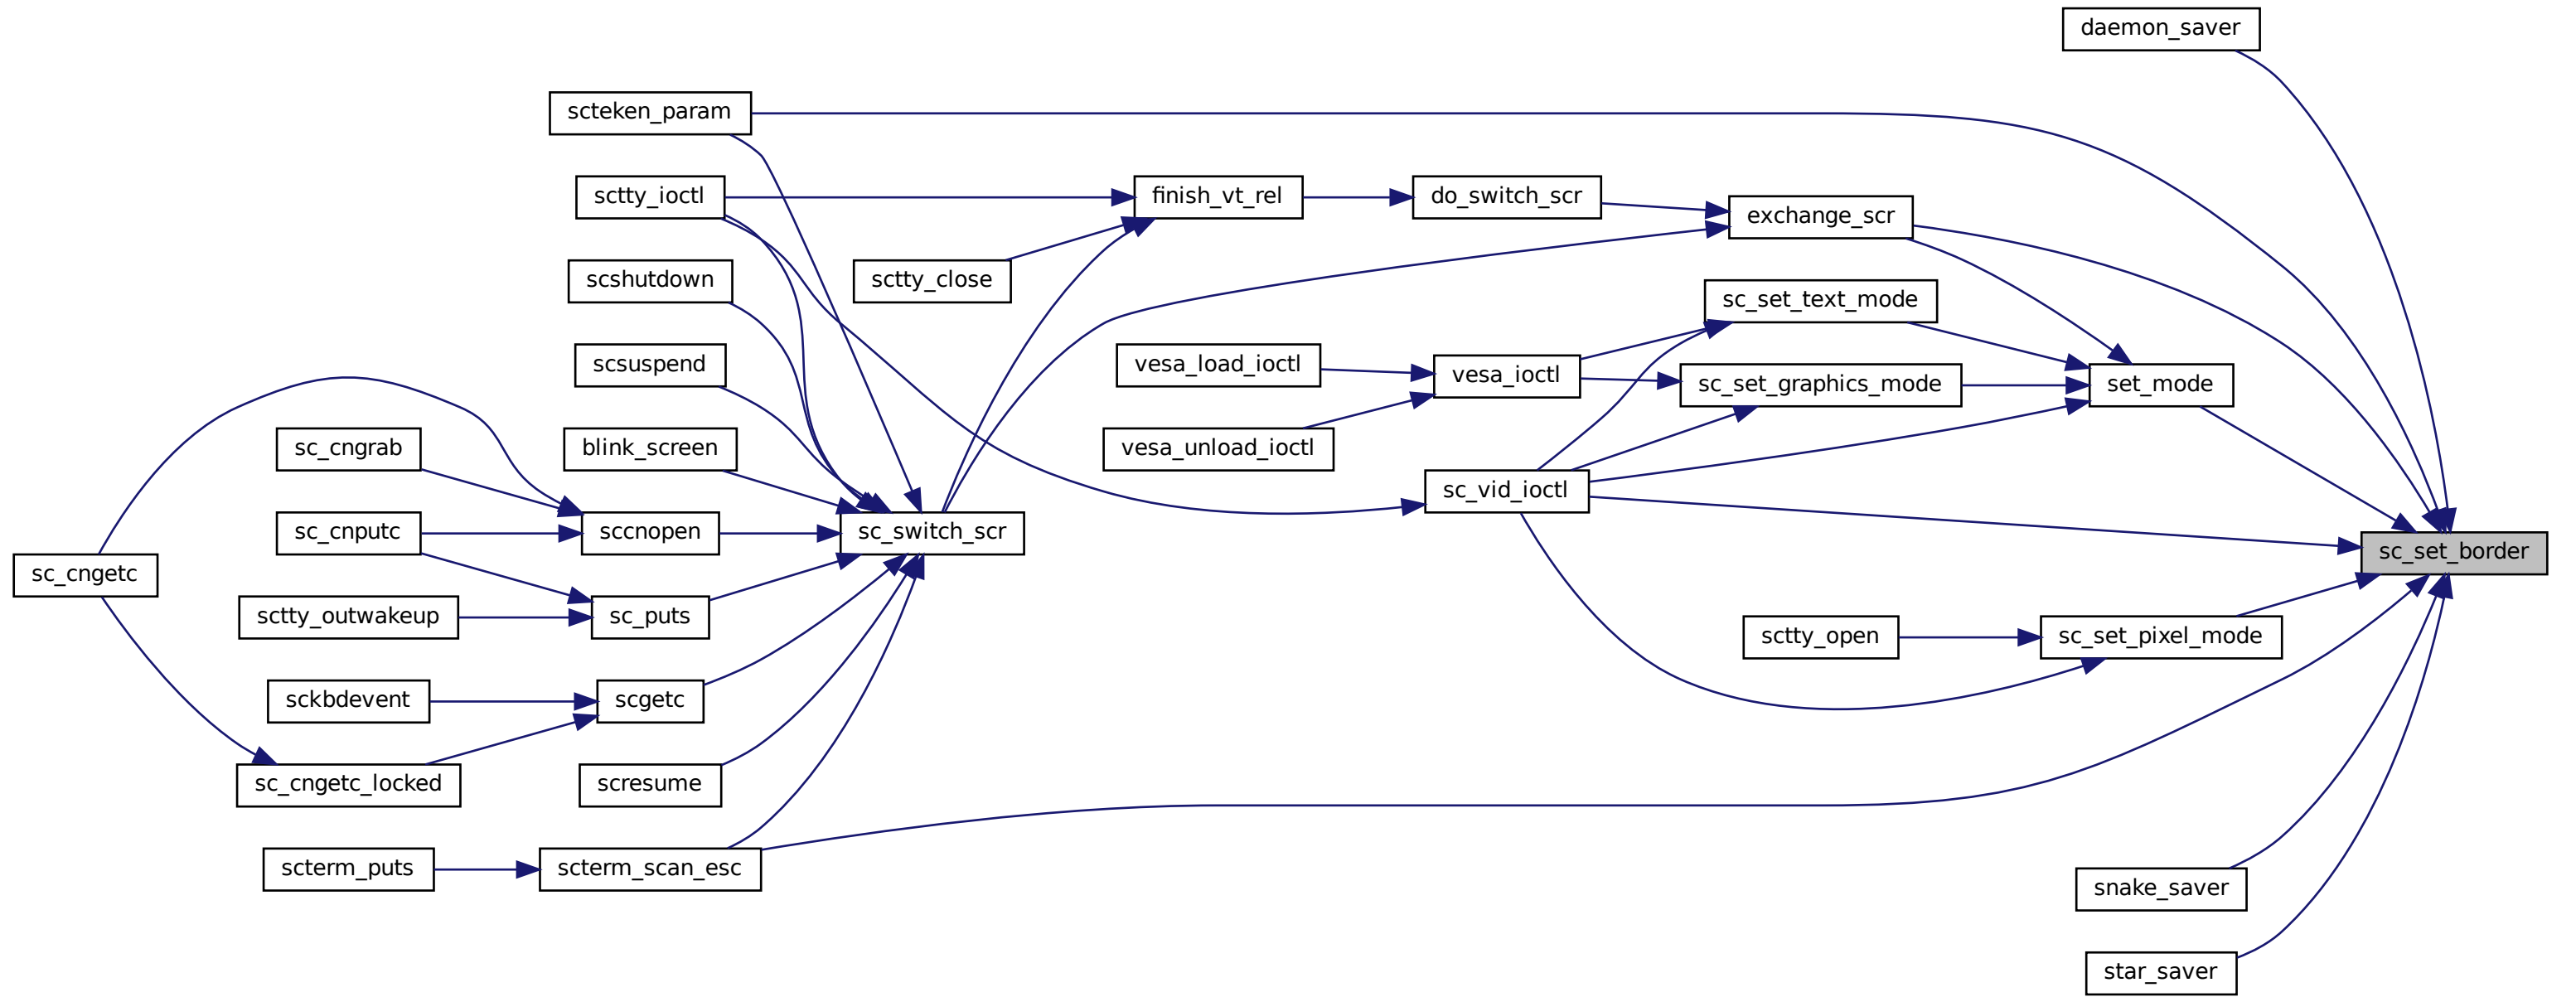 daemon_saver
scteken_param
sctty_ioctl
finish_vt_rel
do_switch_scr
exchange_scr
scshutdown
sctty_close
sc_set_text_mode
scsuspend
vesa_load_ioctl
vesa_ioctl
sc_set_graphics_mode
set_mode
sc_cngrab
blink_screen
vesa_unload_ioctl
sc_vid_ioctl
sc_cnputc
sccnopen
sc_switch_scr
sc_set_border
sc_cngetc
sctty_outwakeup
sc_puts
sctty_open
sc_set_pixel_mode
sckbdevent
scgetc
sc_cngetc_locked
scresume
scterm_puts
scterm_scan_esc
snake_saver
star_saver